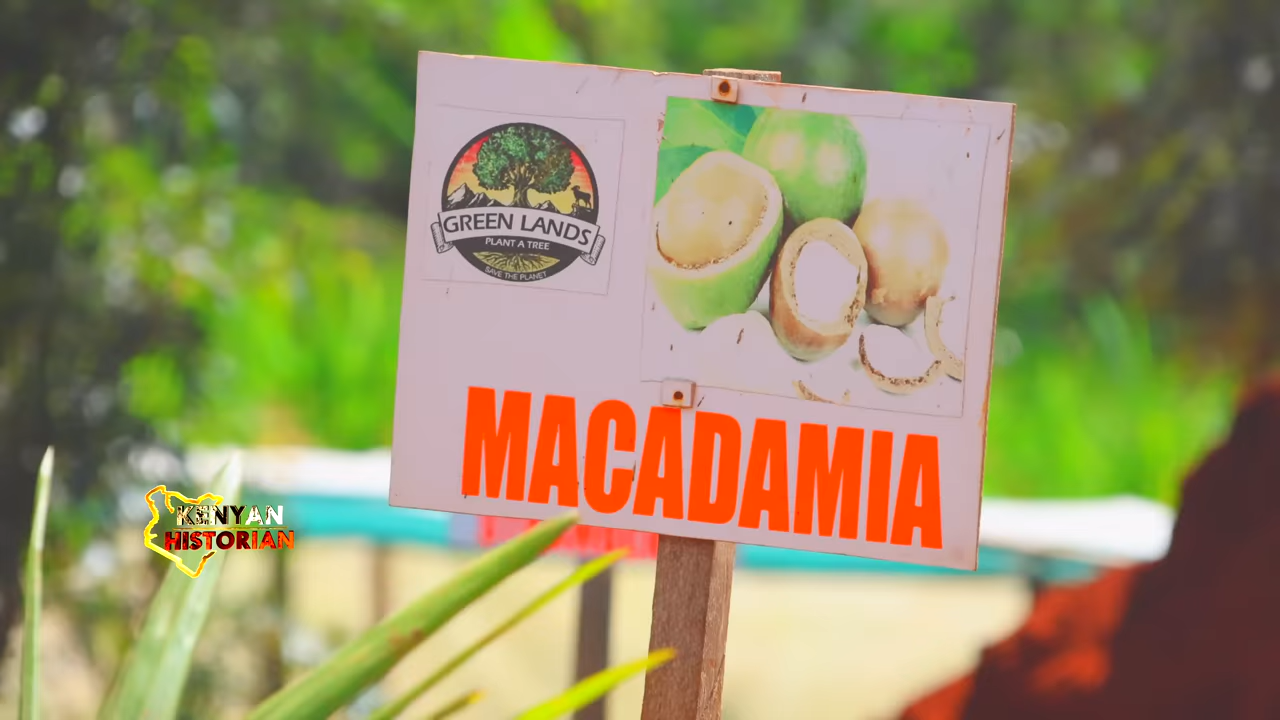 GREEN LANDS
PLANT A TREE
SAVE THE PLANET
MACADAMIA
KENYAN
HISTORIAN